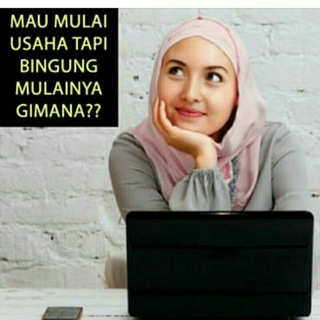 MAU MULAI
USAHA TAPI
BINGUNG
MULAINYA
GIMANA??